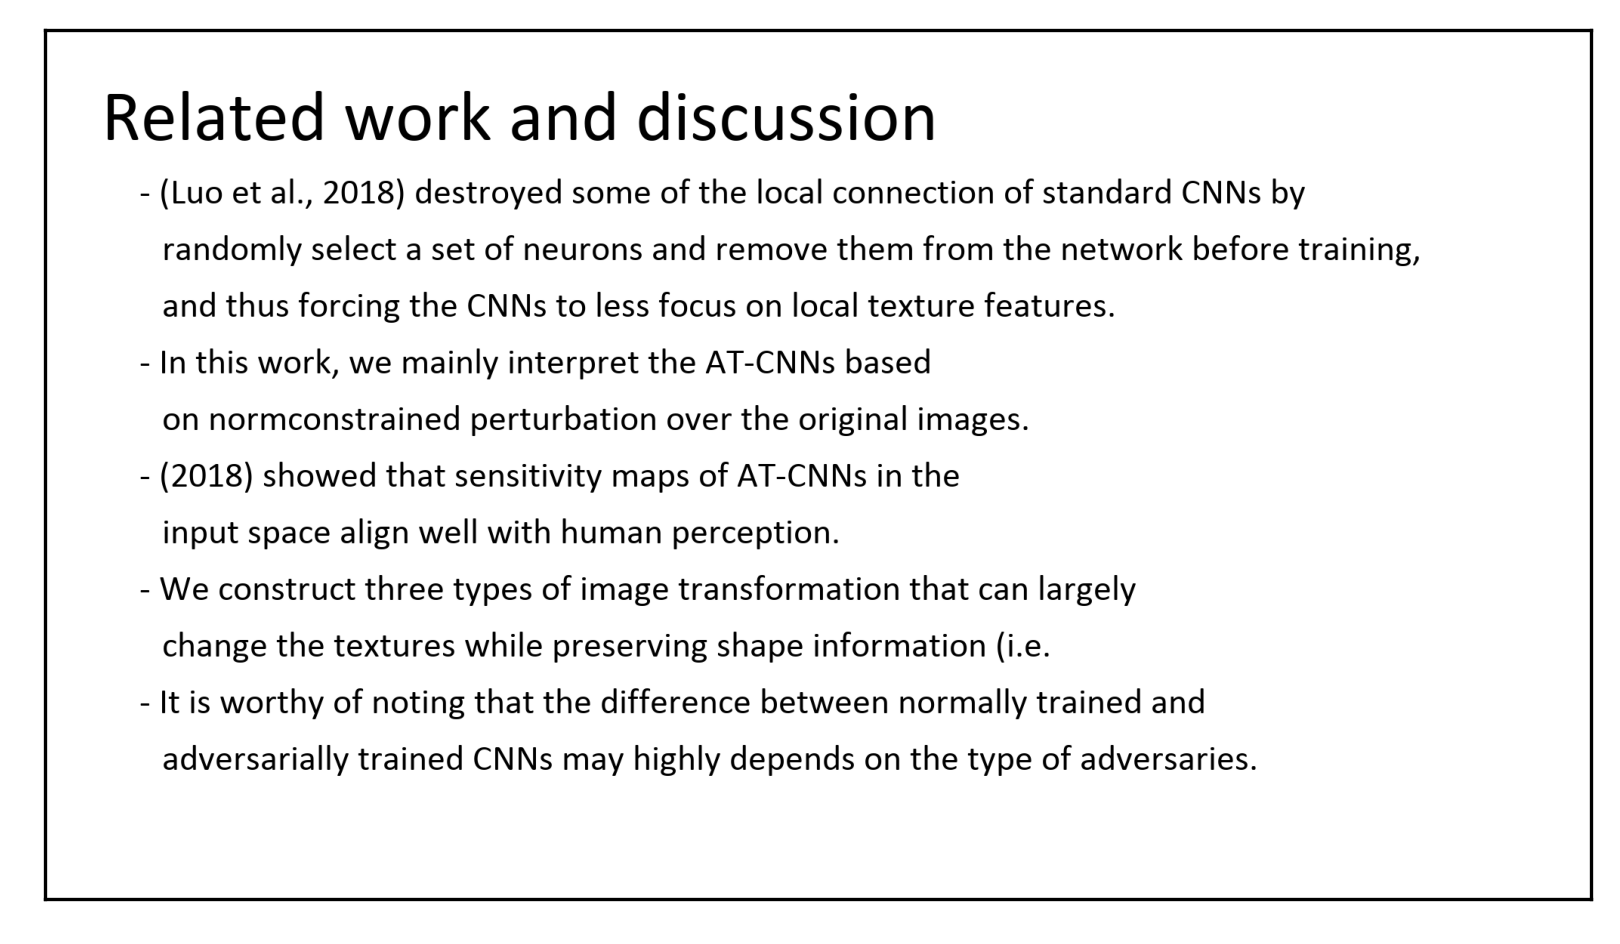 Related work and discussion
- (Luo et al., 2018) destroyed some of the local connection of standard CNNs by
randomly select a set of neurons and remove them from the network before training,
and thus forcing the CNNs to less focus on local texture features.
- In this work, we mainly interpret the AT-CNNs based
on normconstrained perturbation over the original images.
- (2018) showed that sensitivity maps of AT-CNNs in the
input space align well with human perception.
- We construct three types of image transformation that can largely
change the textures while preserving shape information (i.e.
- It is worthy of noting that the difference between normally trained and
adversarially trained CNNs may highly depends on the type of adversaries.